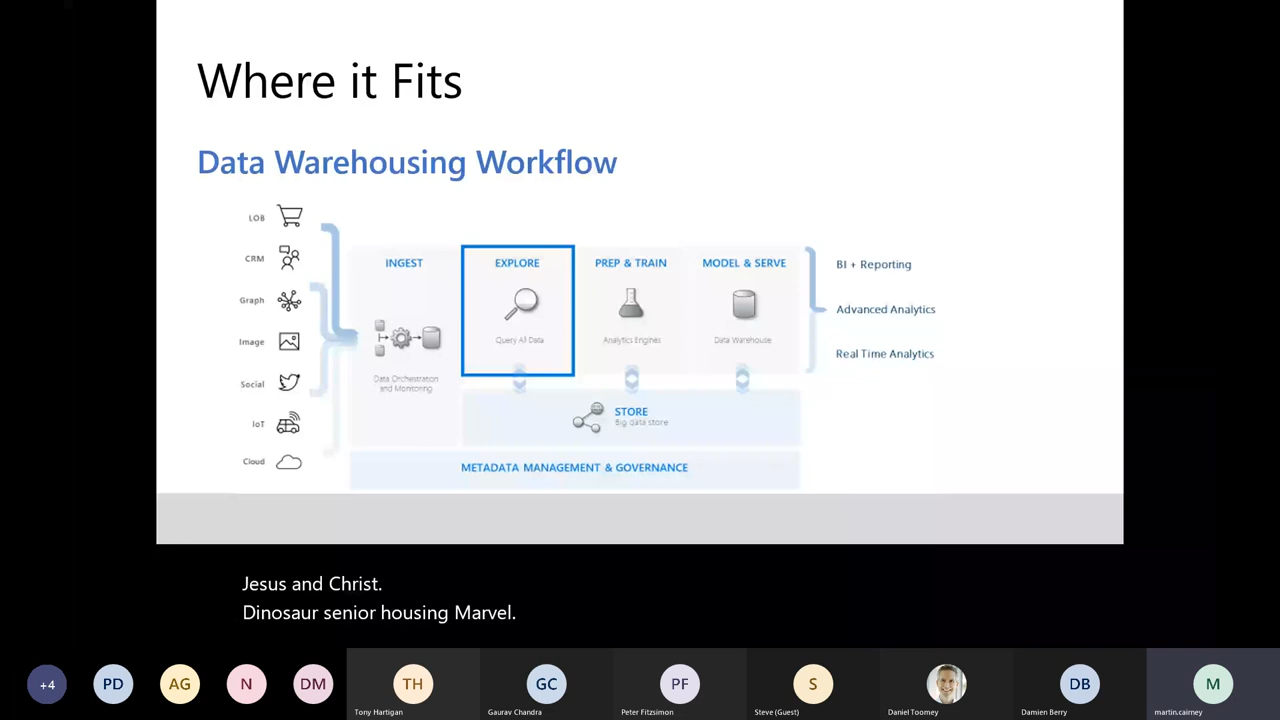 Where it Fits
Data Warehousing Workflow
LOB
CRM
Graph
Image
Social
IoT
Cloud
INGEST
Data Orchestration
and Monitoring
EXPLORE
Query All Data
PREP & TRAIN
Analytics Engines
MODEL & SERVE
Data Warehouse
BI + Reporting
Advanced Analytics
Real Time Analytics
STORE
Big data store
METADATA MANAGEMENT & GOVERNANCE
Jesus and Christ.
Dinosaur senior housing Marvel.
+4
PD
AG
N
DM
TH
Tony Hartigan
GC
Gaurav Chandra
PF
Peter Fitzsimon
S
Steve (Guest)
Daniel Toomey
DB
Damien Berry
M
martin.cairney